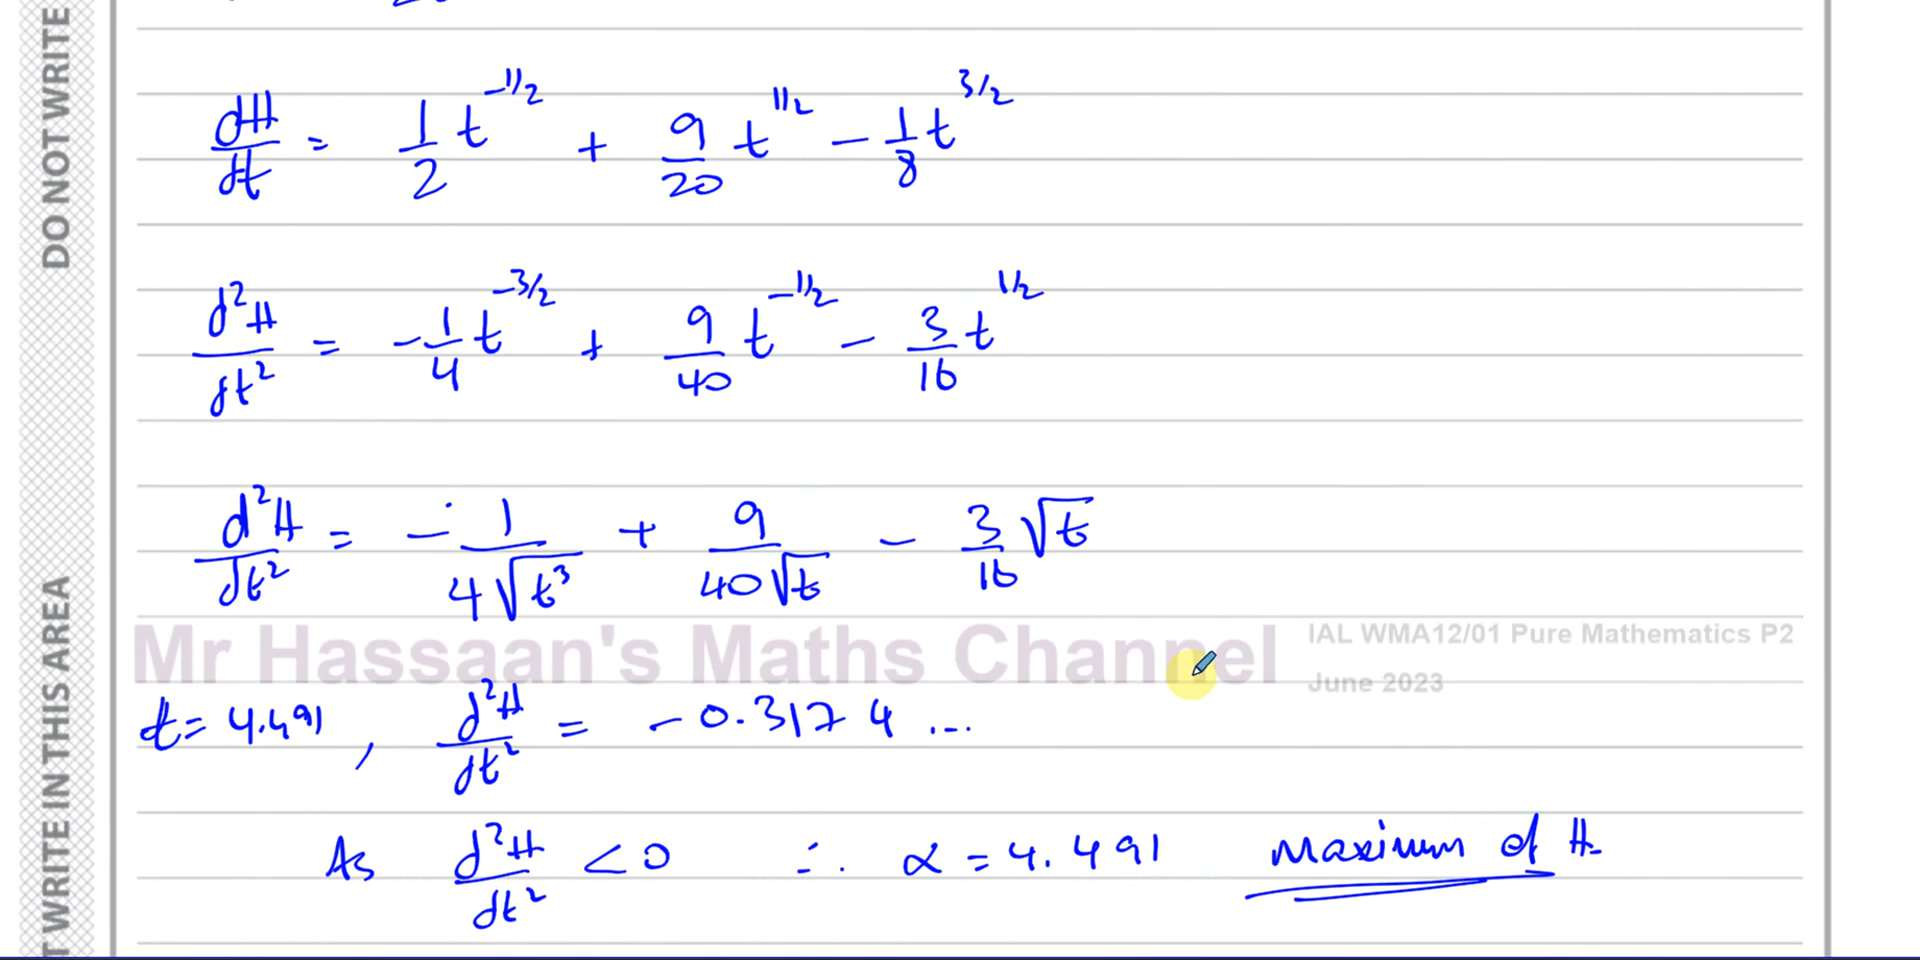 DO NOT WRITE
dH/dt = 1/2 t^-1/2 + 9/20 t^1/2 - 1/8 t^3/2
d²H/dt² = -1/4 t^-3/2 + 9/40 t^-1/2 - 3/16 t^1/2
d²H/dt² = - 1/4√t³ + 9/40√t - 3/16 √t
Mr Hassaan's Maths Channel
IAL WMA12/01 Pure Mathematics P2
June 2023
t = 4.491 , d²H/dt² = -0.3174 ...
As d²H/dt² < 0 ∴ α = 4.491 Maximum of H
T WRITE IN THIS AREA